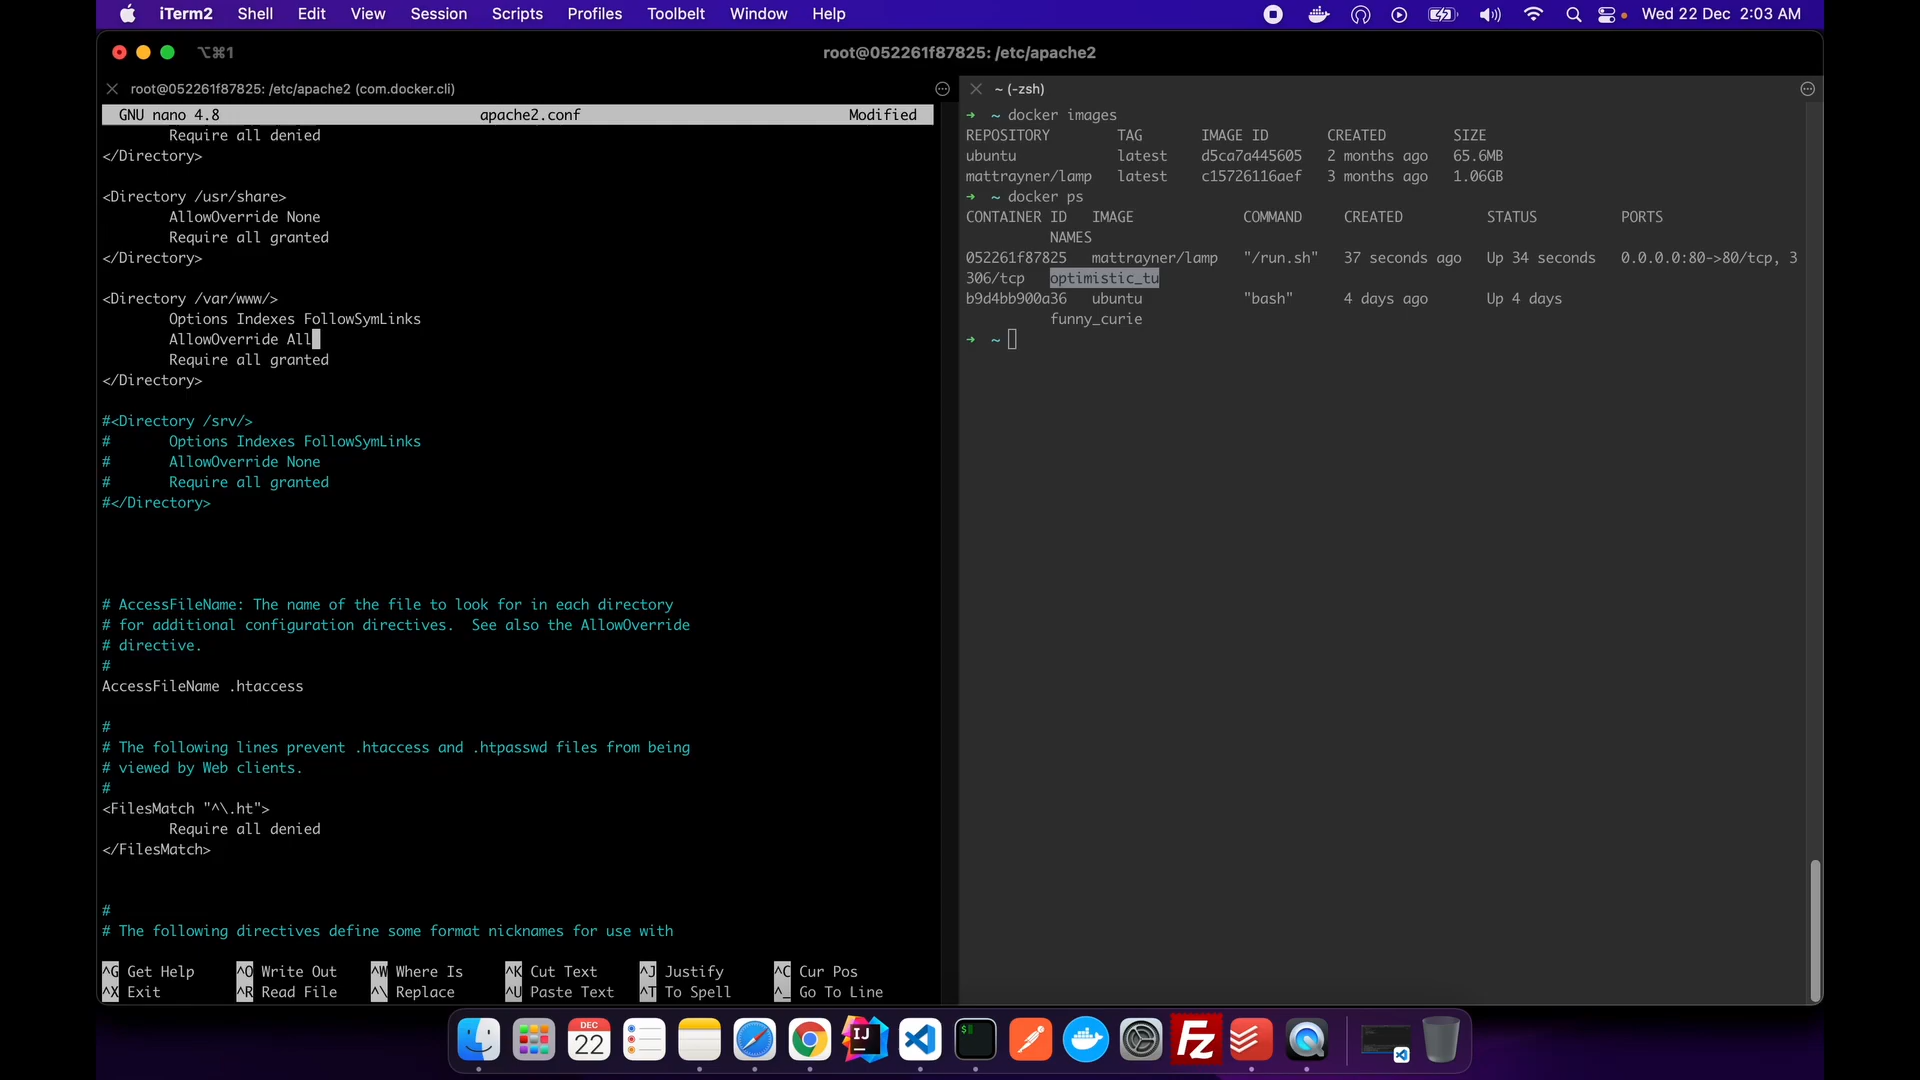 iTerm2 Shell Edit View Session Scripts Profiles Toolbelt Window Help Wed 22 Dec 2:03 AM
⌥⌘1 root@052261f87825: /etc/apache2
root@052261f87825: /etc/apache2 (com.docker.cli)
GNU nano 4.8 apache2.conf Modified
Require all denied
</Directory>
<Directory /usr/share>
AllowOverride None
Require all granted
</Directory>
<Directory /var/www/>
Options Indexes FollowSymLinks
AllowOverride All
Require all granted
</Directory>
#<Directory /srv/>
# Options Indexes FollowSymLinks
# AllowOverride None
# Require all granted
#</Directory>
# AccessFileName: The name of the file to look for in each directory
# for additional configuration directives. See also the AllowOverride
# directive.
#
AccessFileName .htaccess
#
# The following lines prevent .htaccess and .htpasswd files from being
# viewed by Web clients.
#
<FilesMatch "^\.ht">
Require all denied
</FilesMatch>
#
# The following directives define some format nicknames for use with
^G Get Help ^O Write Out ^W Where Is ^K Cut Text ^J Justify ^C Cur Pos
^X Exit ^R Read File ^\ Replace ^U Paste Text ^T To Spell ^_ Go To Line
~ (-zsh)
➜ ~ docker images
REPOSITORY TAG IMAGE ID CREATED SIZE
ubuntu latest d5ca7a445605 2 months ago 65.6MB
mattrayner/lamp latest c15726116aef 3 months ago 1.06GB
➜ ~ docker ps
CONTAINER ID IMAGE COMMAND CREATED STATUS PORTS
NAMES
052261f87825 mattrayner/lamp "/run.sh" 37 seconds ago Up 34 seconds 0.0.0.0:80->80/tcp, 3
306/tcp optimistic_tu
b9d4bb900a36 ubuntu "bash" 4 days ago Up 4 days
funny_curie
➜ ~
DEC
22
IJ
$
Fz